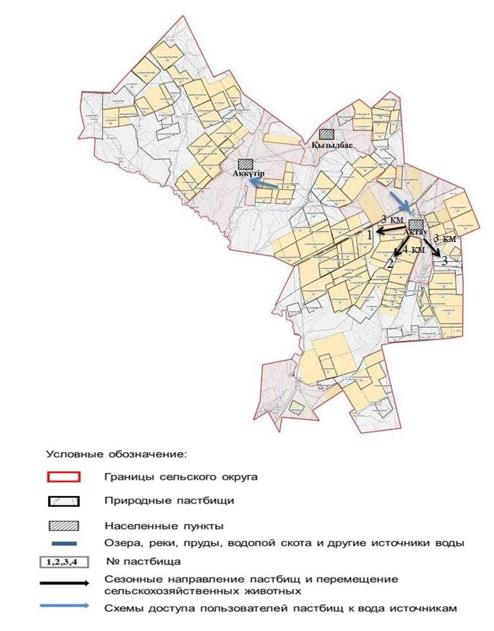 Қызылбас
Аккутір
3 км
1
Ақтау
3 км
4 км
2
3
Условные обозначение:
Границы сельского округа
Природные пастбищи
Населенные пункты
Озера, реки, пруды, водопой скота и другие источники воды
1,2,3,4 № пастбища
Сезонные направление пастбищ и перемещение
сельскохозяйственных животных
Схемы доступа пользователей пастбищ к вода источникам